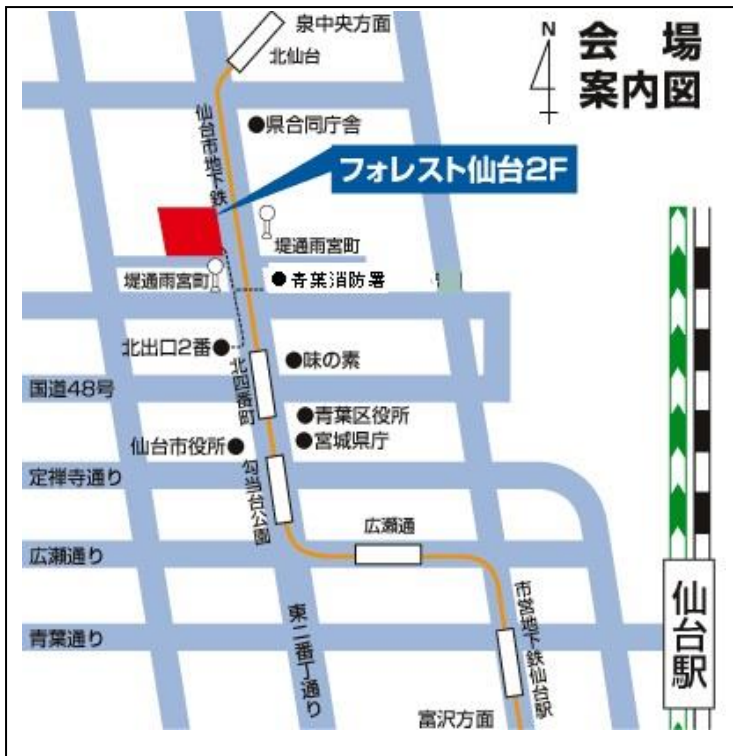 泉中央方面
北仙台
N
会場
案内図
仙台市地下鉄
県合同庁舎
フォレスト仙台2F
堤通雨宮町
堤通雨宮町
青葉消防署
北出口2番
味の素
北四番町
国道48号
青葉区役所
宮城県庁
仙台市役所
定禅寺通り
勾当台公園
広瀬通
広瀬通り
市営地下鉄仙台駅
仙台駅
青葉通り
東二番丁通り
富沢方面